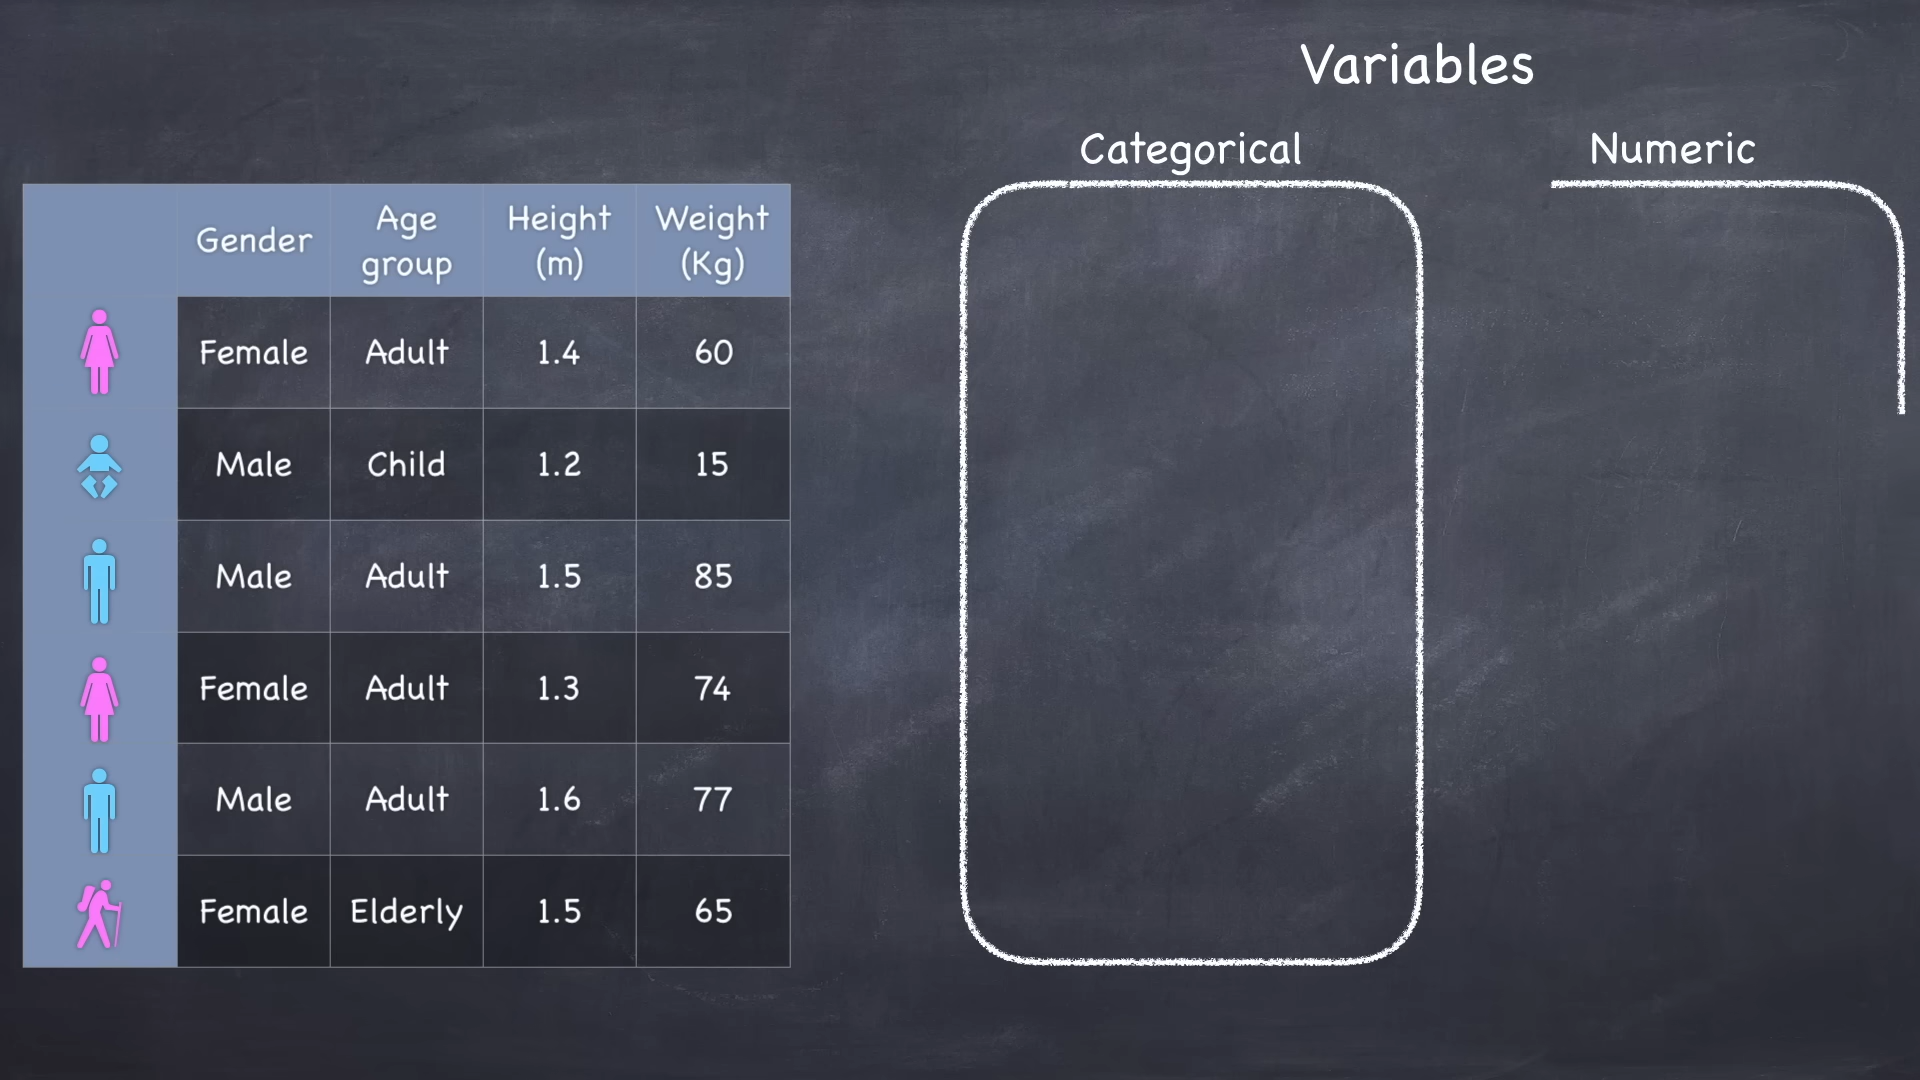 Variables
Categorical Numeric
Gender Age group Height (m) Weight (Kg)
Female Adult 1.4 60
Male Child 1.2 15
Male Adult 1.5 85
Female Adult 1.3 74
Male Adult 1.6 77
Female Elderly 1.5 65